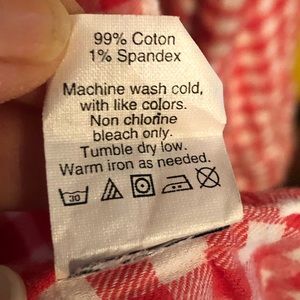 99% Coton
1% Spandex
Machine wash cold,
with like colors.
Non chlorine
bleach only.
Tumble dry low.
Warm iron as needed.
30